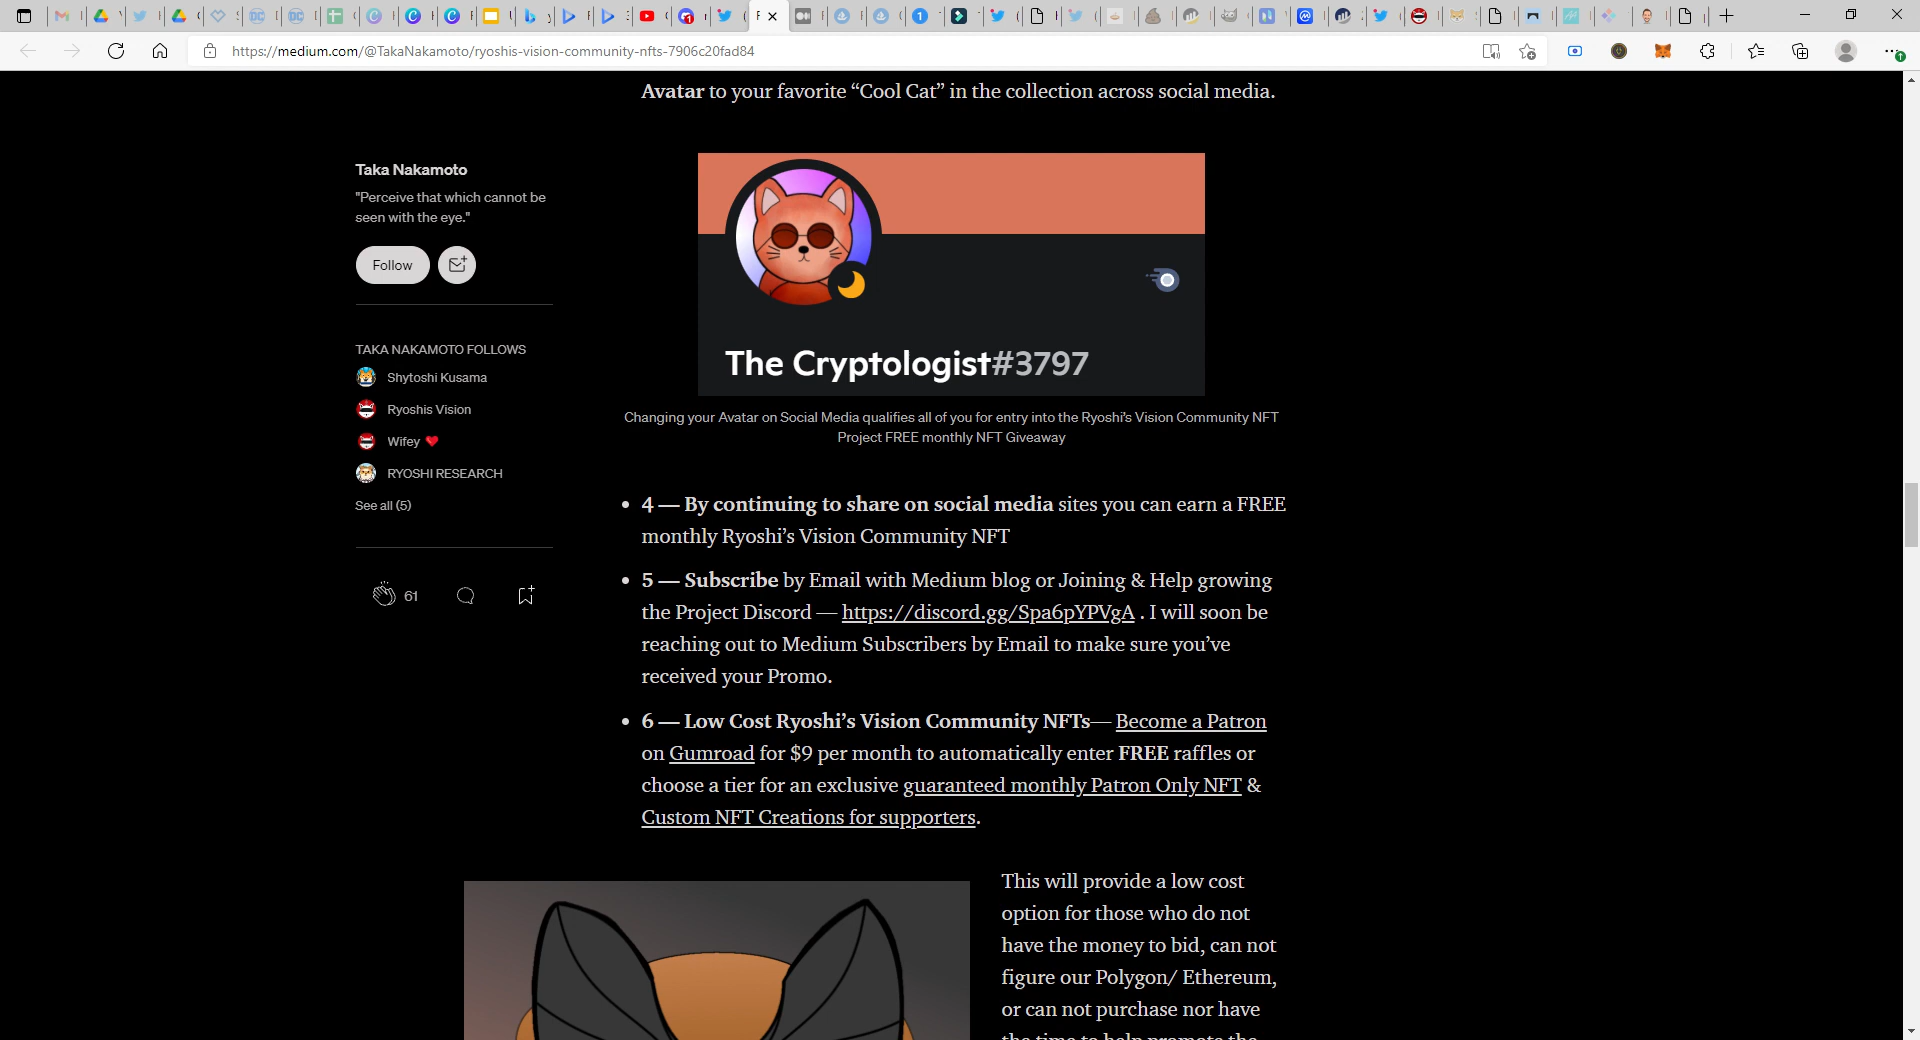 https://medium.com/@TakaNakamoto/ryoshis-vision-community-nfts-7906c20fad84
Avatar to your favorite “Cool Cat” in the collection across social media.
Taka Nakamoto
"Perceive that which cannot be
seen with the eye."
Follow
TAKA NAKAMOTO FOLLOWS
Shytoshi Kusama
Ryoshis Vision
Wifey
RYOSHI RESEARCH
See all (5)
61
The Cryptologist#3797
Changing your Avatar on Social Media qualifies all of you for entry into the Ryoshi's Vision Community NFT
Project FREE monthly NFT Giveaway
4 — By continuing to share on social media sites you can earn a FREE
monthly Ryoshi’s Vision Community NFT
5 — Subscribe by Email with Medium blog or Joining & Help growing
the Project Discord — https://discord.gg/Spa6pYPVgA . I will soon be
reaching out to Medium Subscribers by Email to make sure you’ve
received your Promo.
6 — Low Cost Ryoshi’s Vision Community NFTs— Become a Patron
on Gumroad for $9 per month to automatically enter FREE raffles or
choose a tier for an exclusive guaranteed monthly Patron Only NFT &
Custom NFT Creations for supporters.
This will provide a low cost
option for those who do not
have the money to bid, can not
figure our Polygon/ Ethereum,
or can not purchase nor have
the time to help promote the